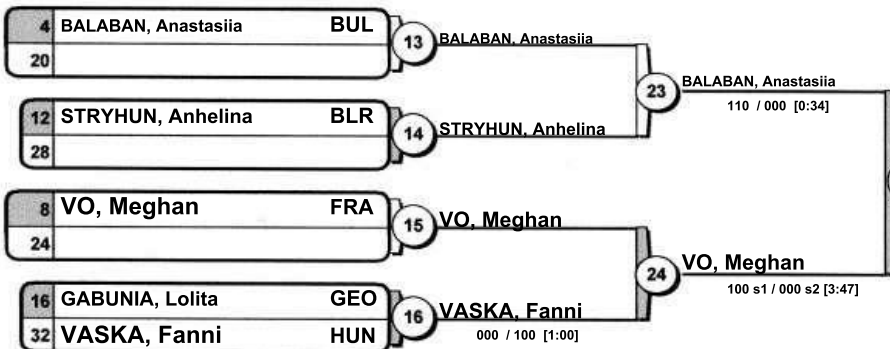 4 BALABAN, Anastasiia BUL
20
13 BALABAN, Anastasiia
23 BALABAN, Anastasiia
110 / 000 [0:34]
12 STRYHUN, Anhelina BLR
28
14 STRYHUN, Anhelina
8 VO, Meghan FRA
24
15 VO, Meghan
24 VO, Meghan
100 s1 / 000 s2 [3:47]
16 GABUNIA, Lolita GEO
32 VASKA, Fanni HUN
16 VASKA, Fanni
000 / 100 [1:00]